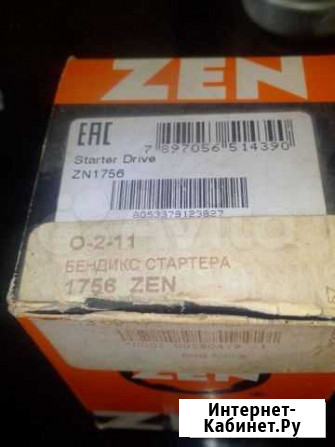 ZEN
EAC
7 897056 514390
Starter Drive
ZN1756
8053379123827
O-2-11
БЕНДИКС СТАРТЕРА
1756 ZEN
ZEN
Интернет-
Кабинет.Ру